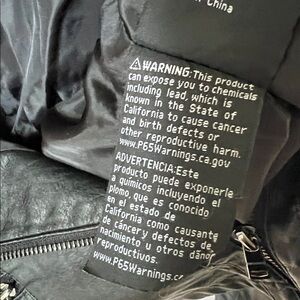 China
⚠WARNING:This product
can expose you to chemicals
including lead, which is
known in the State of
California to cause cancer
and birth defects or
other reproductive harm.
www.P65Warnings.ca.gov
ADVERTENCIA:Este
producto puede exponerle
a químicos incluyendo el
plomo, que es conocido
en el estado de
California como causante
de cáncer y defectos de
nacimiento u otros daños
reproductivos.
www.P65Warnings.ca